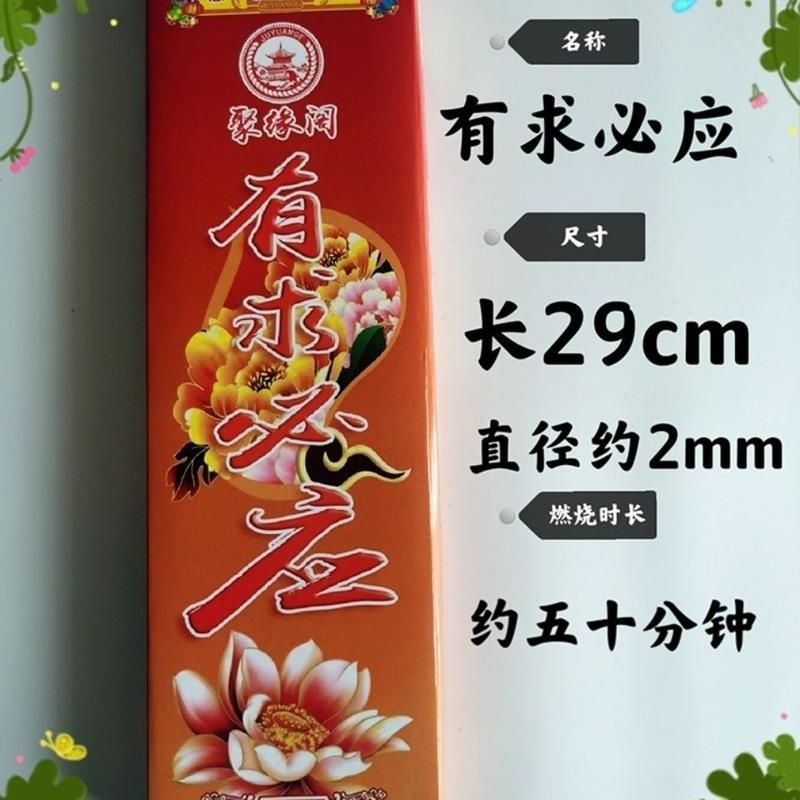 JUYUANGE
聚缘阁
有求必应
名称
有求必应
尺寸
长29cm
直径约2mm
燃烧时长
约五十分钟